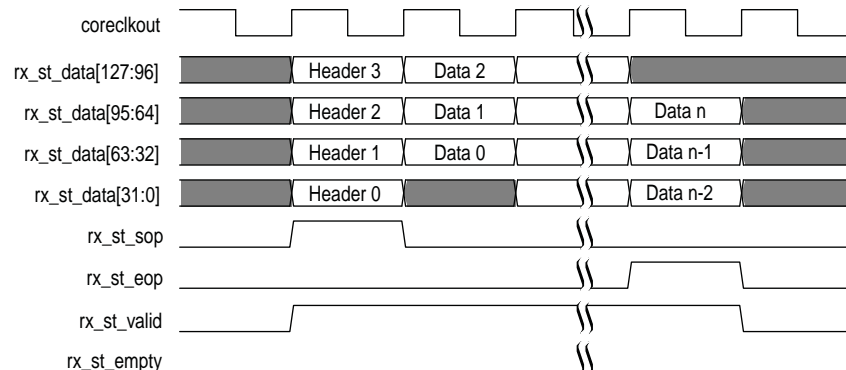 coreclkout
rx_st_data[127:96] Header 3 Data 2
rx_st_data[95:64] Header 2 Data 1 Data n
rx_st_data[63:32] Header 1 Data 0 Data n-1
rx_st_data[31:0] Header 0 Data n-2
rx_st_sop
rx_st_eop
rx_st_valid
rx_st_empty